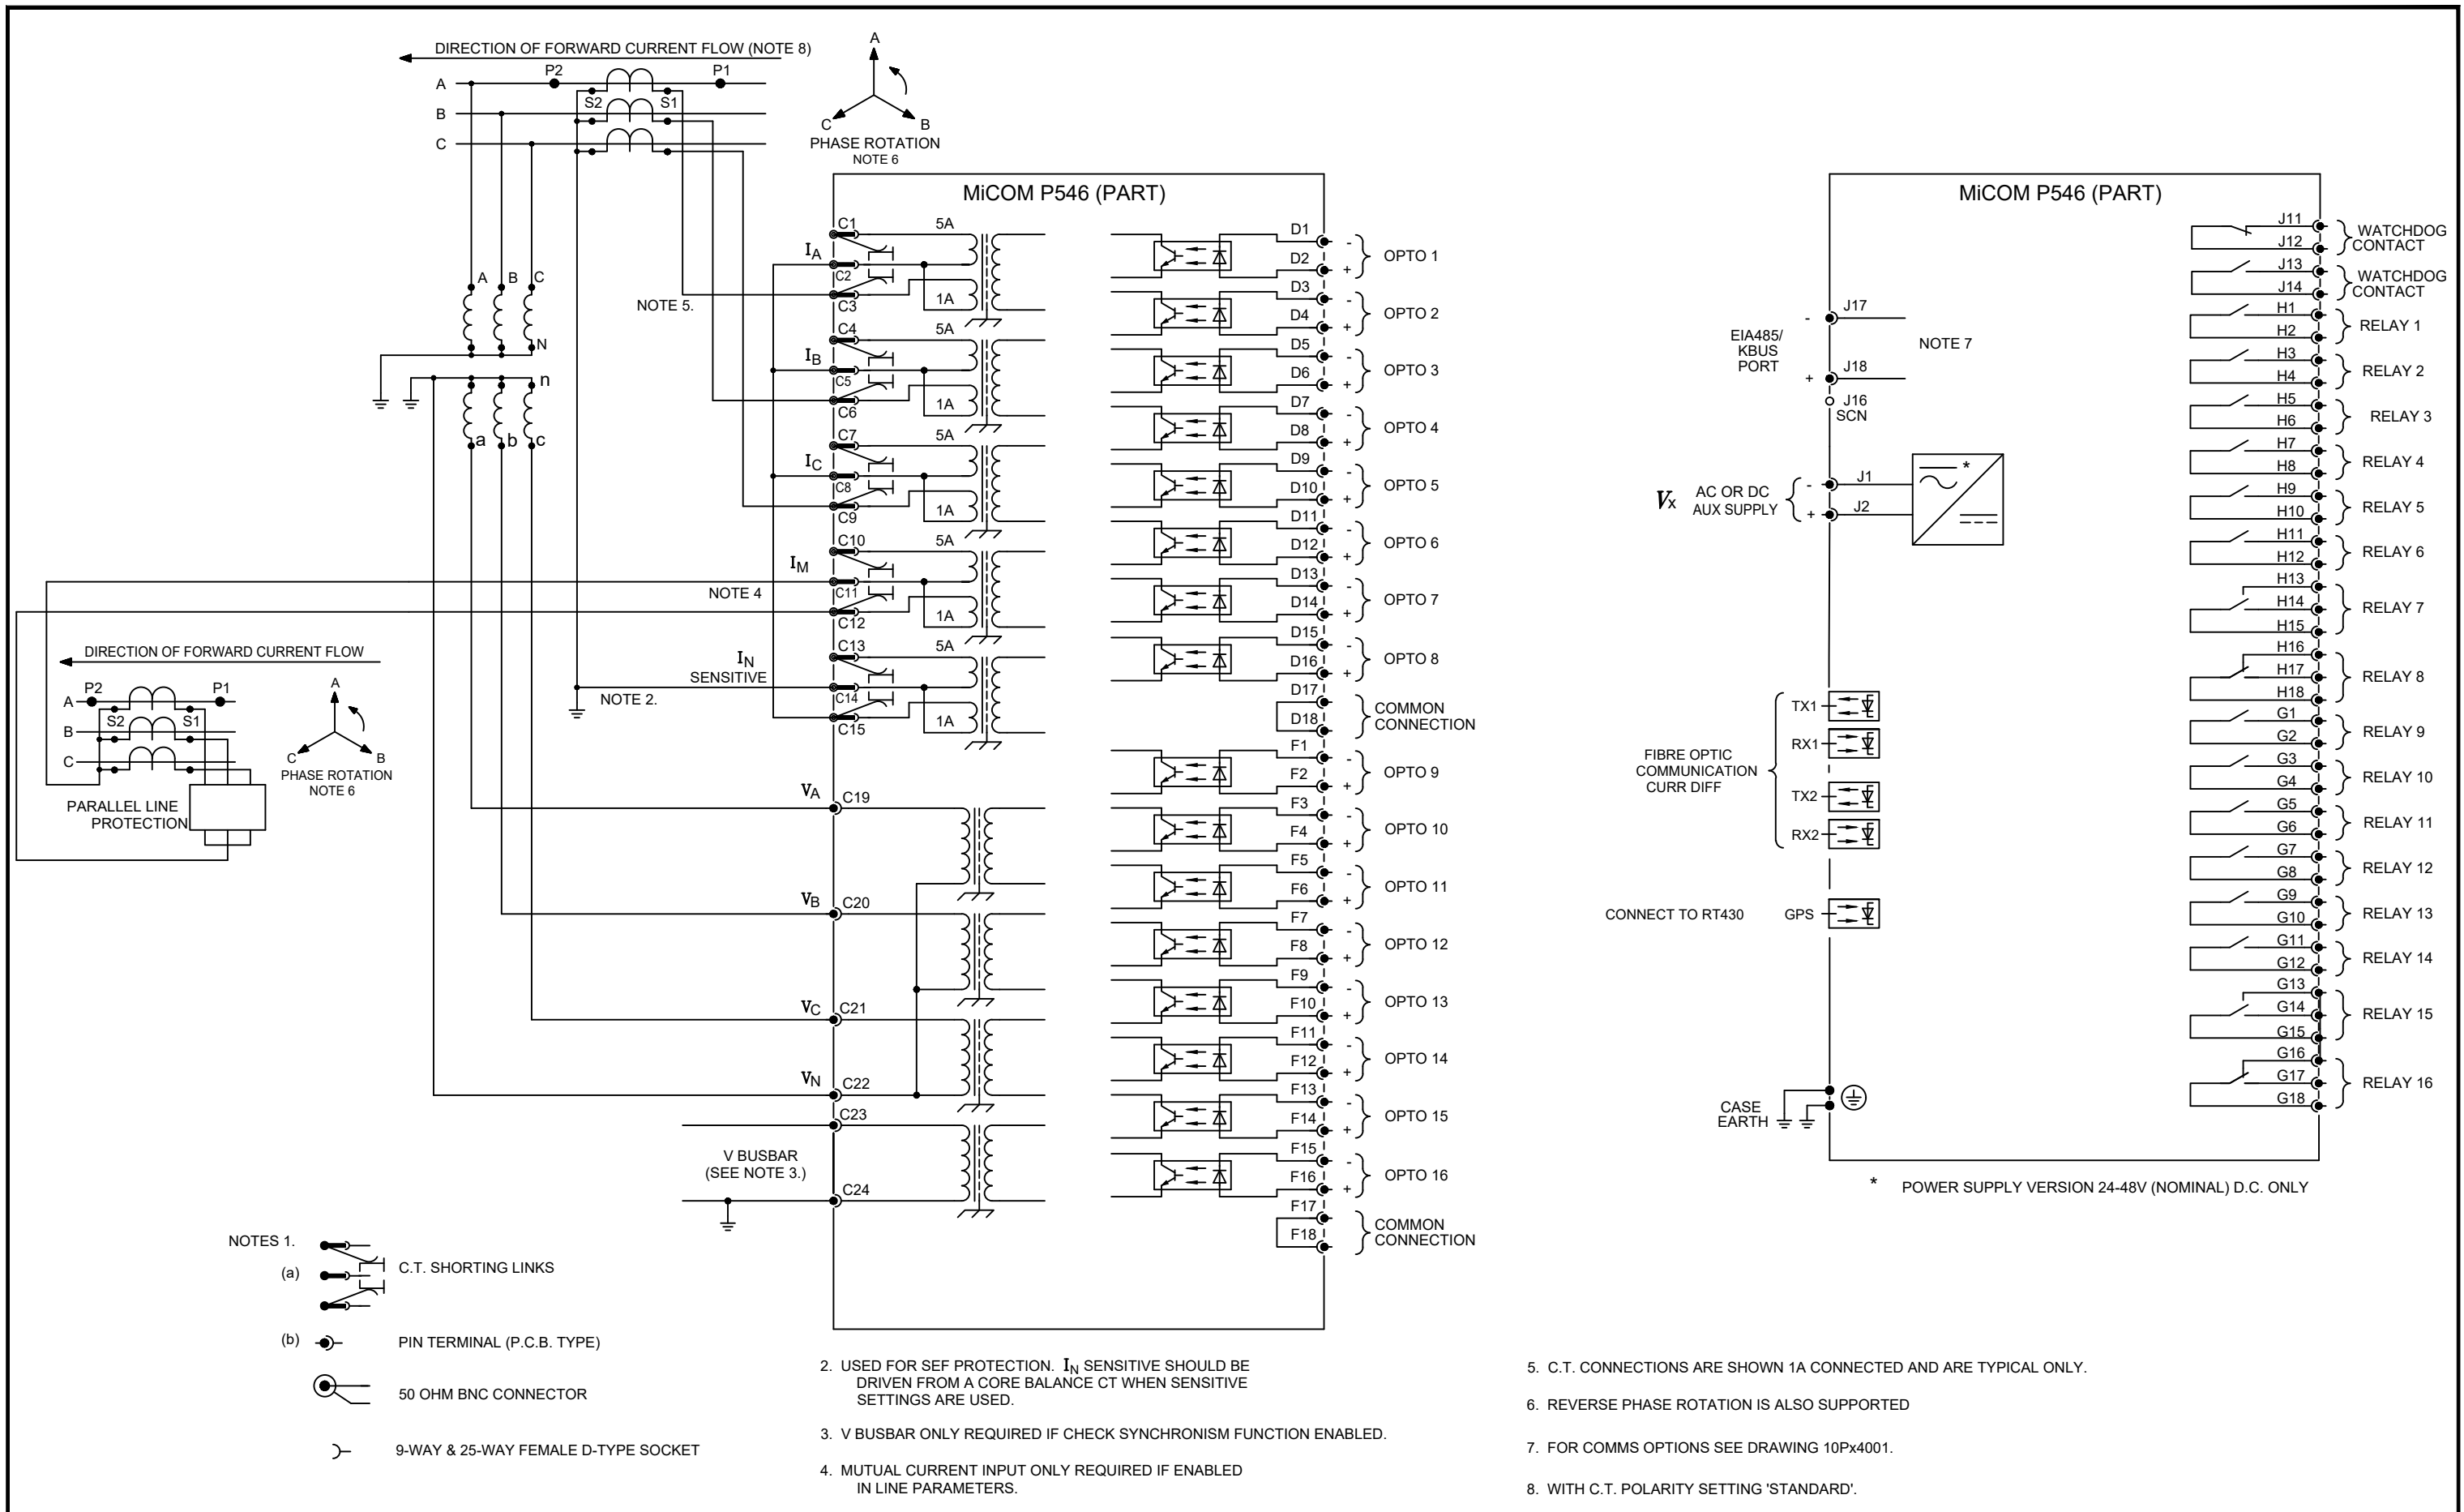 DIRECTION OF FORWARD CURRENT FLOW (NOTE 8)
A
P2
P1
S2
S1
B
C
A
C
B
PHASE ROTATION
NOTE 6
A
B
C
N
n
a
b
c
NOTE 5.
NOTE 4
NOTE 2.
DIRECTION OF FORWARD CURRENT FLOW
A
P2
P1
S2
S1
B
C
A
C
B
PHASE ROTATION
NOTE 6
PARALLEL LINE
PROTECTION
MiCOM P546 (PART)
IA
C1
5A
C2
C3
1A
IB
C4
5A
C5
C6
1A
IC
C7
5A
C8
C9
1A
IM
C10
5A
C11
C12
1A
IN
SENSITIVE
C13
5A
C14
C15
1A
VA
C19
VB
C20
VC
C21
VN
C22
C23
V BUSBAR
(SEE NOTE 3.)
C24
D1
-
D2
+
OPTO 1
D3
-
D4
+
OPTO 2
D5
-
D6
+
OPTO 3
D7
-
D8
+
OPTO 4
D9
-
D10
+
OPTO 5
D11
-
D12
+
OPTO 6
D13
-
D14
+
OPTO 7
D15
-
D16
+
OPTO 8
D17
D18
COMMON
CONNECTION
F1
-
F2
+
OPTO 9
F3
-
F4
+
OPTO 10
F5
-
F6
+
OPTO 11
F7
-
F8
+
OPTO 12
F9
-
F10
+
OPTO 13
F11
-
F12
+
OPTO 14
F13
-
F14
+
OPTO 15
F15
-
F16
+
OPTO 16
F17
F18
COMMON
CONNECTION
MiCOM P546 (PART)
EIA485/
KBUS
PORT
-
J17
NOTE 7
+
J18
J16
SCN
Vx
AC OR DC
AUX SUPPLY
-
J1
+
J2
*
FIBRE OPTIC
COMMUNICATION
CURR DIFF
TX1
RX1
TX2
RX2
CONNECT TO RT430
GPS
CASE
EARTH
J11
J12
WATCHDOG
CONTACT
J13
J14
WATCHDOG
CONTACT
H1
H2
RELAY 1
H3
H4
RELAY 2
H5
H6
RELAY 3
H7
H8
RELAY 4
H9
H10
RELAY 5
H11
H12
RELAY 6
H13
H14
H15
RELAY 7
H16
H17
H18
RELAY 8
G1
G2
RELAY 9
G3
G4
RELAY 10
G5
G6
RELAY 11
G7
G8
RELAY 12
G9
G10
RELAY 13
G11
G12
RELAY 14
G13
G14
G15
RELAY 15
G16
G17
G18
RELAY 16
* POWER SUPPLY VERSION 24-48V (NOMINAL) D.C. ONLY
NOTES 1.
(a)
C.T. SHORTING LINKS
(b)
PIN TERMINAL (P.C.B. TYPE)
50 OHM BNC CONNECTOR
9-WAY & 25-WAY FEMALE D-TYPE SOCKET
2. USED FOR SEF PROTECTION. IN SENSITIVE SHOULD BE
DRIVEN FROM A CORE BALANCE CT WHEN SENSITIVE
SETTINGS ARE USED.
3. V BUSBAR ONLY REQUIRED IF CHECK SYNCHRONISM FUNCTION ENABLED.
4. MUTUAL CURRENT INPUT ONLY REQUIRED IF ENABLED
IN LINE PARAMETERS.
5. C.T. CONNECTIONS ARE SHOWN 1A CONNECTED AND ARE TYPICAL ONLY.
6. REVERSE PHASE ROTATION IS ALSO SUPPORTED
7. FOR COMMS OPTIONS SEE DRAWING 10Px4001.
8. WITH C.T. POLARITY SETTING 'STANDARD'.